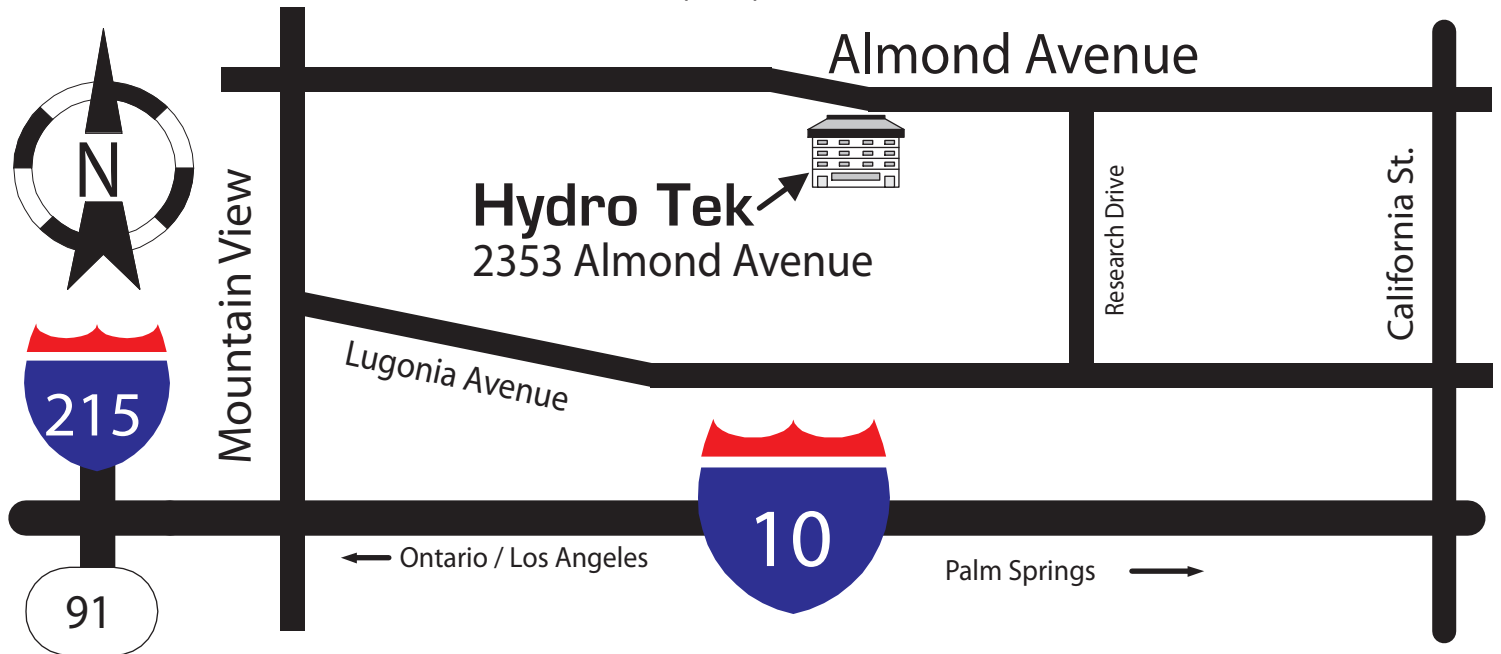 Almond Avenue
N
Hydro Tek
2353 Almond Avenue
Mountain View
Research Drive
California St.
Lugonia Avenue
215
10
Ontario / Los Angeles
Palm Springs
91